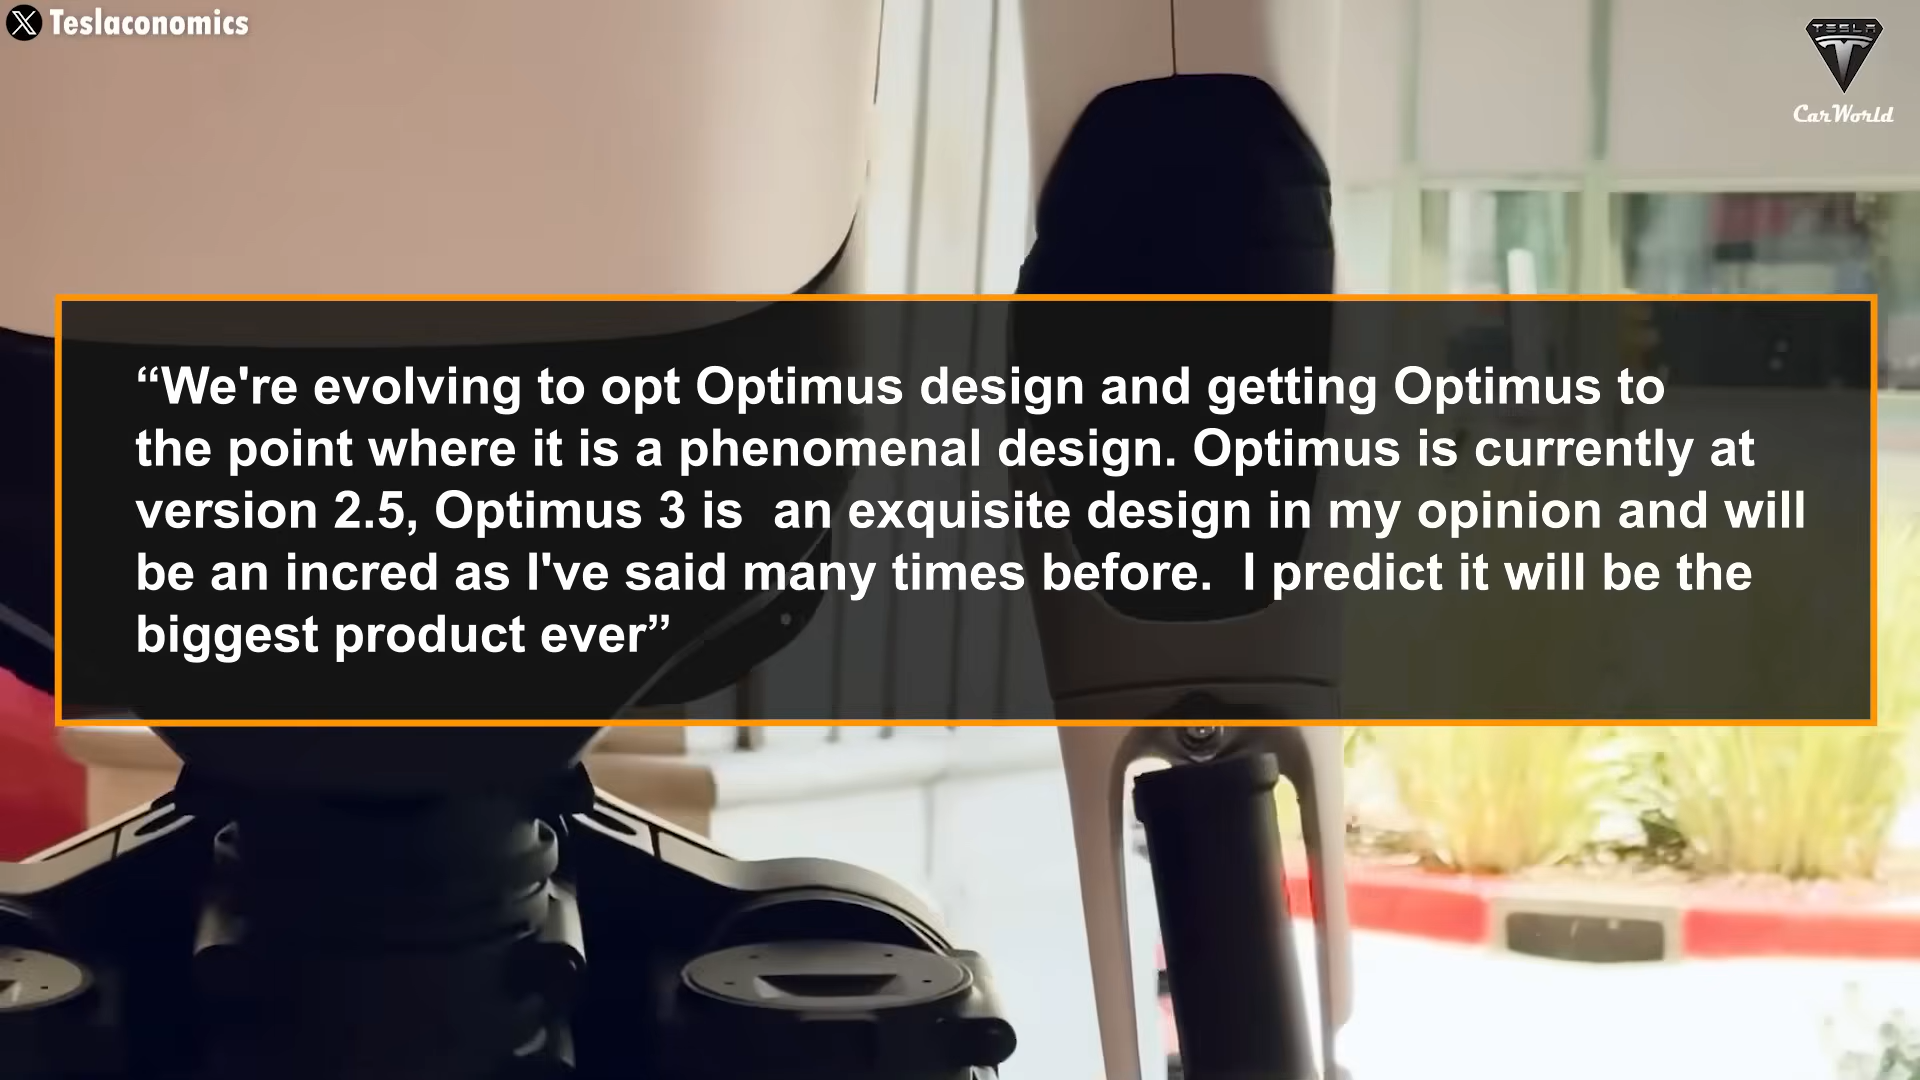 Teslaconomics
TESLA
CarWorld
“We're evolving to opt Optimus design and getting Optimus to
the point where it is a phenomenal design. Optimus is currently at
version 2.5, Optimus 3 is  an exquisite design in my opinion and will
be an incred as I've said many times before.  I predict it will be the
biggest product ever”